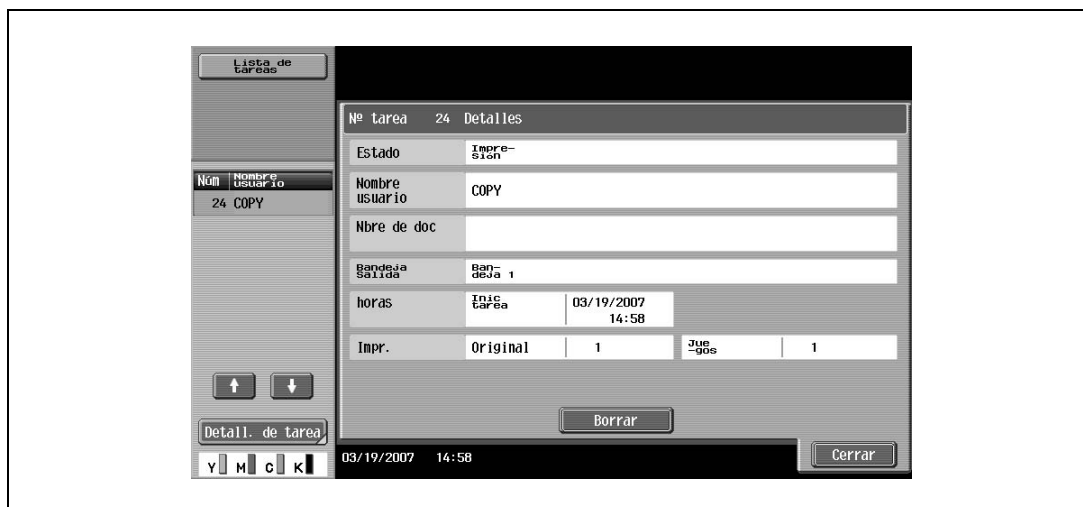 Lista de
tareas
Núm Nombre
usuario
24 COPY
Detall. de tarea
Y M C K
Nº tarea 24 Detalles
Estado Impre-
sión
Nombre
usuario COPY
Nbre de doc
Bandeja
Salida Ban-
deja 1
horas Inic
tarea 03/19/2007
14:58
Impr. Original 1 Jue
-gos 1
Borrar
03/19/2007 14:58
Cerrar